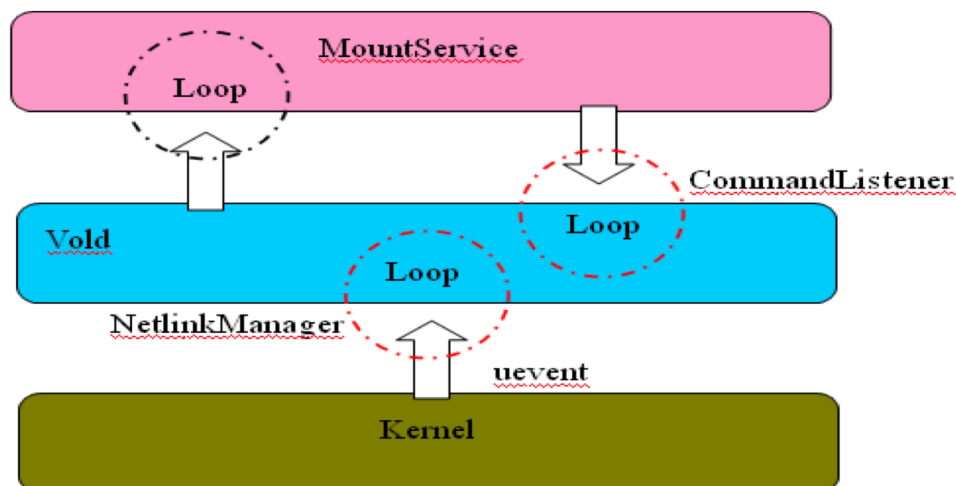 MountService
Loop
CommandListener
Loop
Vold
Loop
NetlinkManager
uevent
Kernel